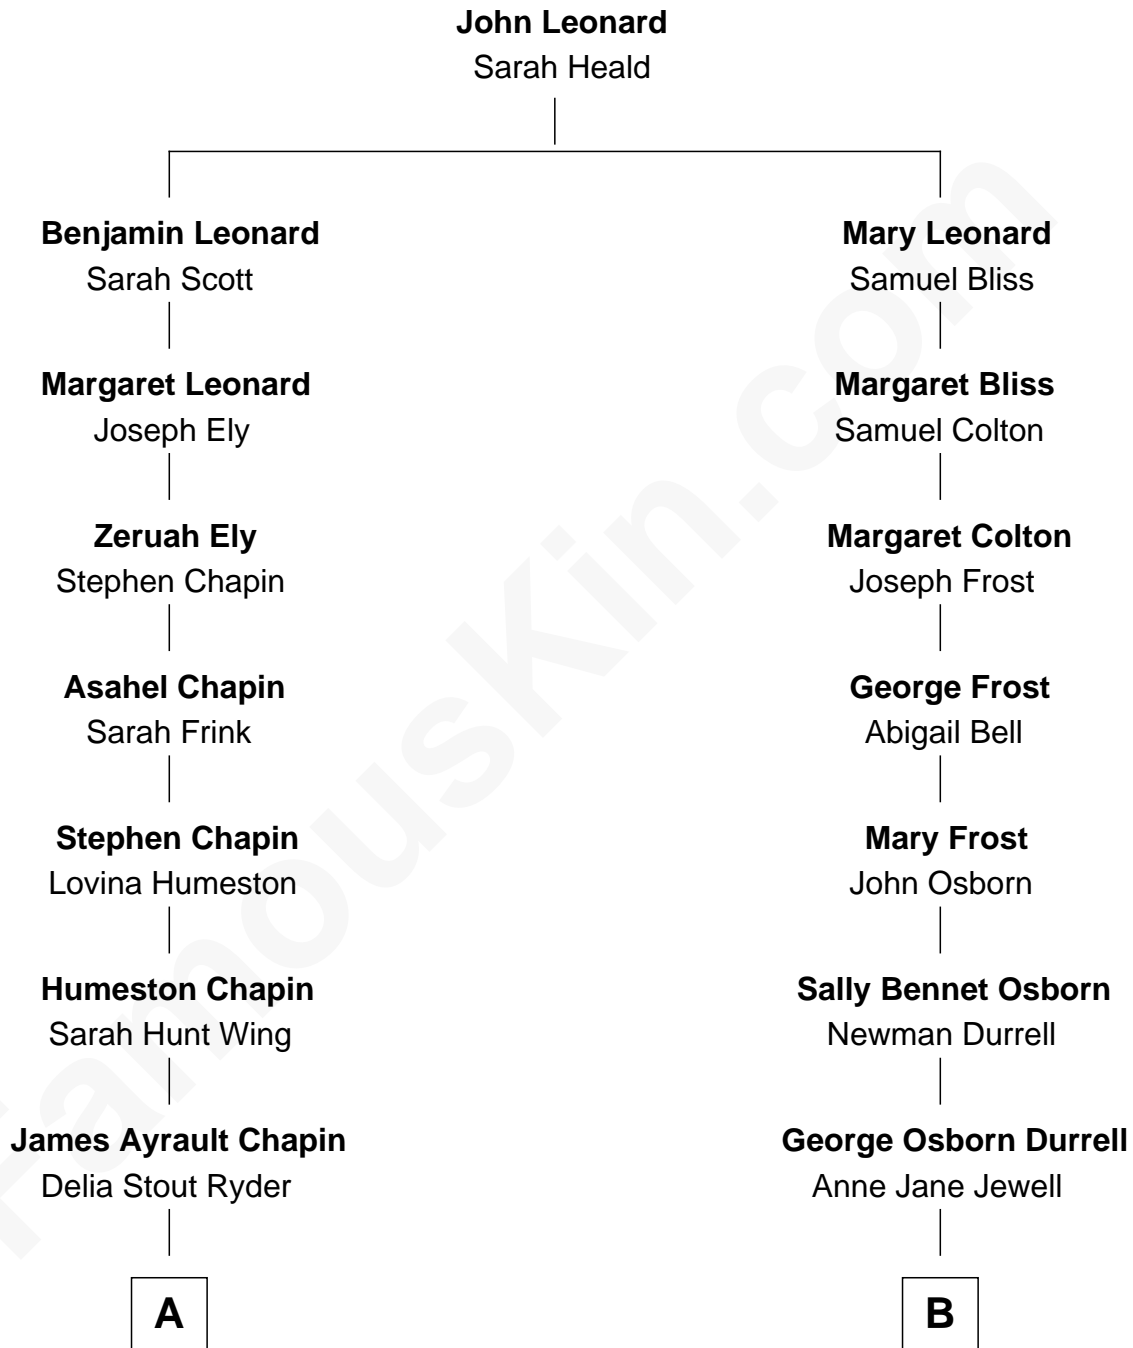 John Leonard
Sarah Heald
Benjamin Leonard
Sarah Scott
Mary Leonard
Samuel Bliss
Margaret Leonard
Joseph Ely
Margaret Bliss
Samuel Colton
Zeruah Ely
Stephen Chapin
Margaret Colton
Joseph Frost
Asahel Chapin
Sarah Frink
George Frost
Abigail Bell
Stephen Chapin
Lovina Humeston
Mary Frost
John Osborn
Humeston Chapin
Sarah Hunt Wing
Sally Bennet Osborn
Newman Durrell
James Ayrault Chapin
Delia Stout Ryder
George Osborn Durrell
Anne Jane Jewell
A
B
FamousKin.com